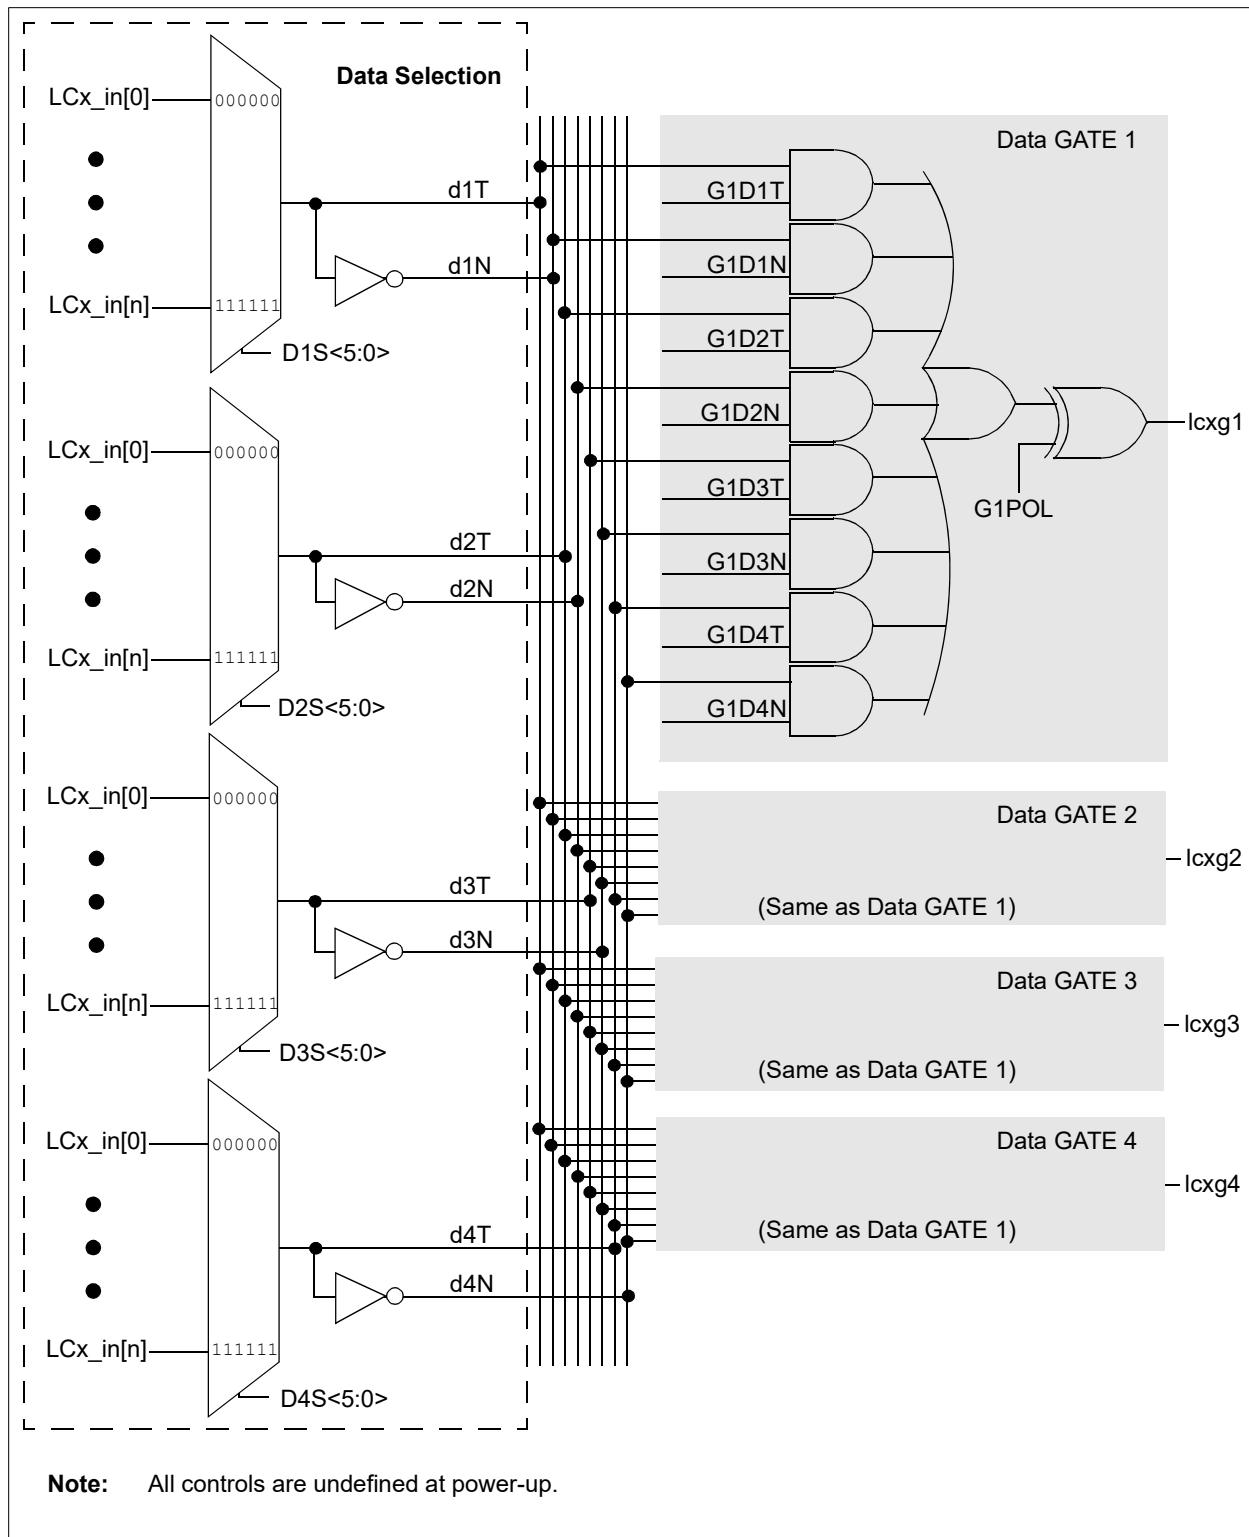 Data Selection
LCx_in[0]
000000
d1T
d1N
LCx_in[n]
111111
D1S<5:0>
LCx_in[0]
000000
d2T
d2N
LCx_in[n]
111111
D2S<5:0>
LCx_in[0]
000000
d3T
d3N
LCx_in[n]
111111
D3S<5:0>
LCx_in[0]
000000
d4T
d4N
LCx_in[n]
111111
D4S<5:0>
Data GATE 1
G1D1T
G1D1N
G1D2T
G1D2N
G1D3T
G1D3N
G1D4T
G1D4N
G1POL
lcxg1
Data GATE 2
(Same as Data GATE 1)
lcxg2
Data GATE 3
(Same as Data GATE 1)
lcxg3
Data GATE 4
(Same as Data GATE 1)
lcxg4
Note: All controls are undefined at power-up.